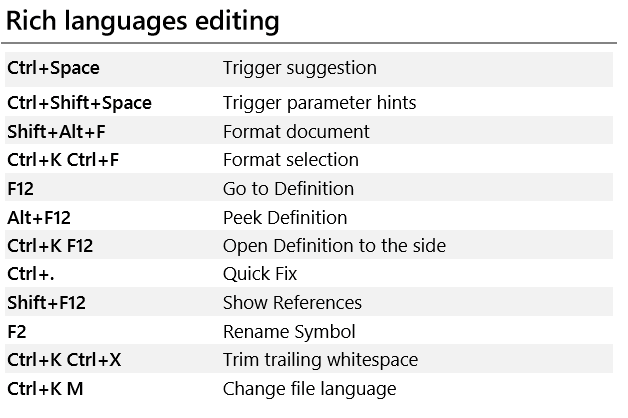 Rich languages editing
Ctrl+Space Trigger suggestion
Ctrl+Shift+Space Trigger parameter hints
Shift+Alt+F Format document
Ctrl+K Ctrl+F Format selection
F12 Go to Definition
Alt+F12 Peek Definition
Ctrl+K F12 Open Definition to the side
Ctrl+. Quick Fix
Shift+F12 Show References
F2 Rename Symbol
Ctrl+K Ctrl+X Trim trailing whitespace
Ctrl+K M Change file language